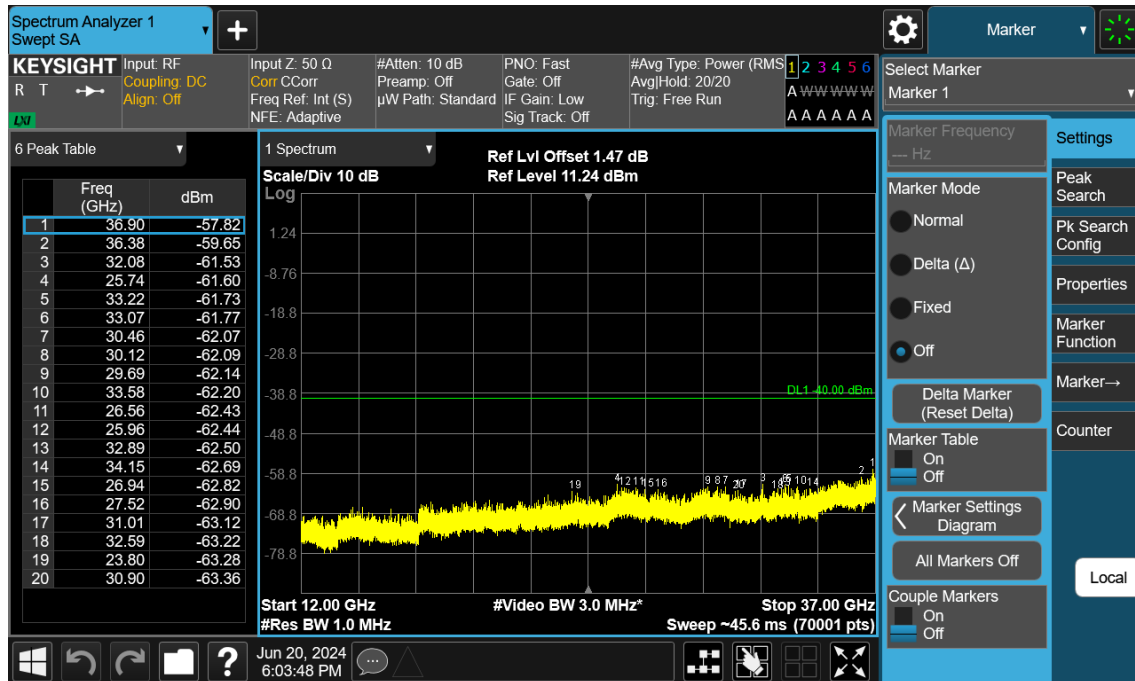 Spectrum Analyzer 1
Swept SA
+
Marker
KEYSIGHT
R T
LXI
Input: RF
Coupling: DC
Align: Off
Input Z: 50 Ω
Corr CCorr
Freq Ref: Int (S)
NFE: Adaptive
#Atten: 10 dB
Preamp: Off
µW Path: Standard
PNO: Fast
Gate: Off
IF Gain: Low
Sig Track: Off
#Avg Type: Power (RMS
Avg|Hold: 20/20
Trig: Free Run
1 2 3 4 5 6
A W W W W W
A A A A A A
6 Peak Table
Freq (GHz) dBm
1 36.90 -57.82
2 36.38 -59.65
3 32.08 -61.53
4 25.74 -61.60
5 33.22 -61.73
6 33.07 -61.77
7 30.46 -62.07
8 30.12 -62.09
9 29.69 -62.14
10 33.58 -62.20
11 26.56 -62.43
12 25.96 -62.44
13 32.89 -62.50
14 34.15 -62.69
15 26.94 -62.82
16 27.52 -62.90
17 31.01 -63.12
18 32.59 -63.22
19 23.80 -63.28
20 30.90 -63.36
1 Spectrum
Ref Lvl Offset 1.47 dB
Scale/Div 10 dB
Ref Level 11.24 dBm
Log
1.24
-8.76
-18.8
-28.8
-38.8
DL1 -40.00 dBm
-48.8
-58.8
-68.8
-78.8
Start 12.00 GHz
#Video BW 3.0 MHz*
Stop 37.00 GHz
#Res BW 1.0 MHz
Sweep ~45.6 ms (70001 pts)
Select Marker
Marker 1
Marker Frequency
--- Hz
Marker Mode
Normal
Delta (Δ)
Fixed
Off
Delta Marker
(Reset Delta)
Marker Table
On
Off
Marker Settings
Diagram
All Markers Off
Couple Markers
On
Off
Settings
Peak
Search
Pk Search
Config
Properties
Marker
Function
Marker→
Counter
Local
?
Jun 20, 2024
6:03:48 PM